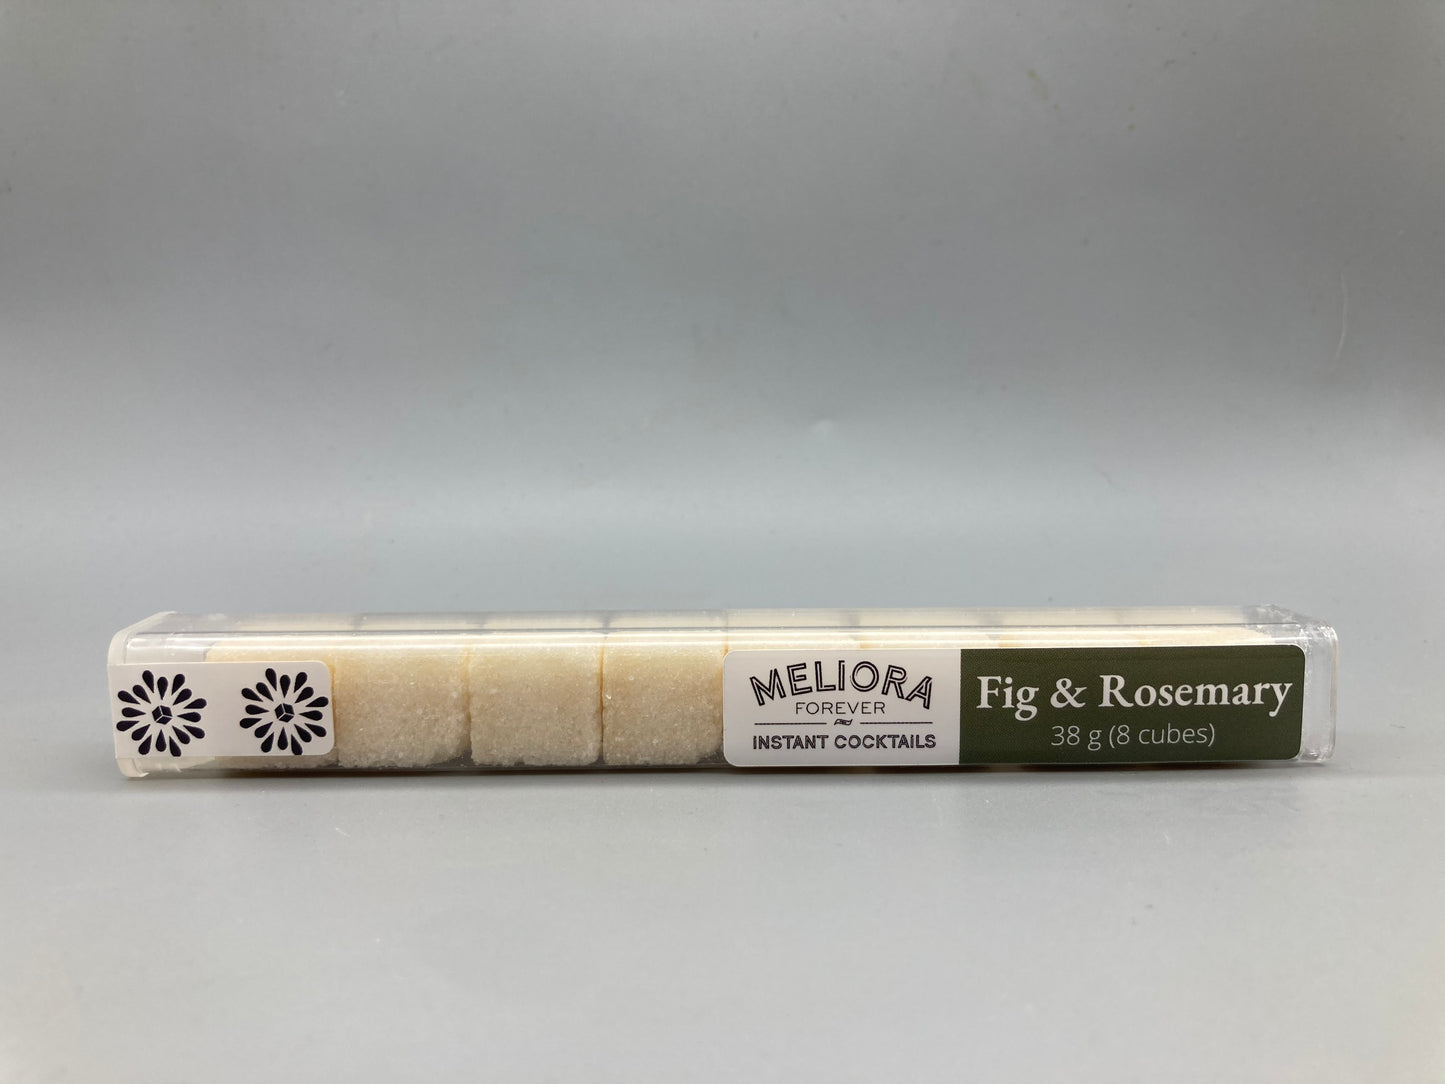 MELIORA
FOREVER
INSTANT COCKTAILS
Fig & Rosemary
38 g (8 cubes)